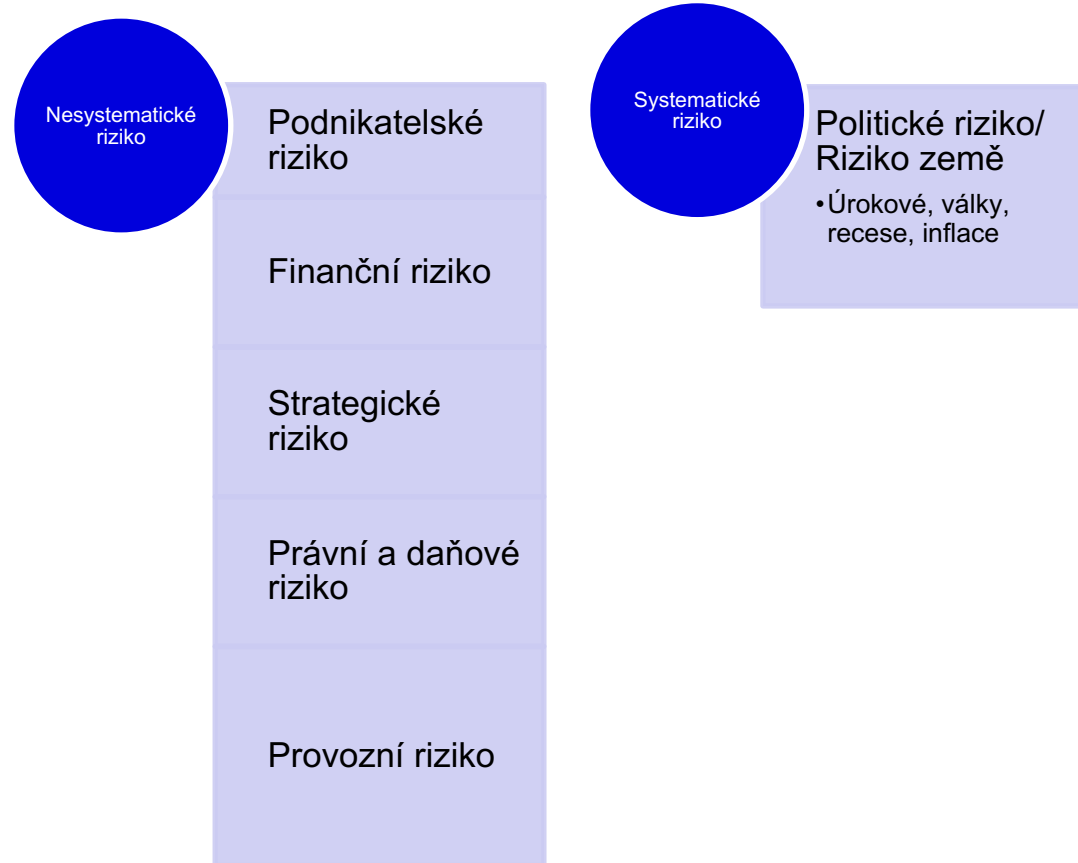 Nesystematické
riziko
Podnikatelské
riziko
Finanční riziko
Strategické
riziko
Právní a daňové
riziko
Provozní riziko
Systematické
riziko
Politické riziko/
Riziko země
•Úrokové, války,
recese, inflace